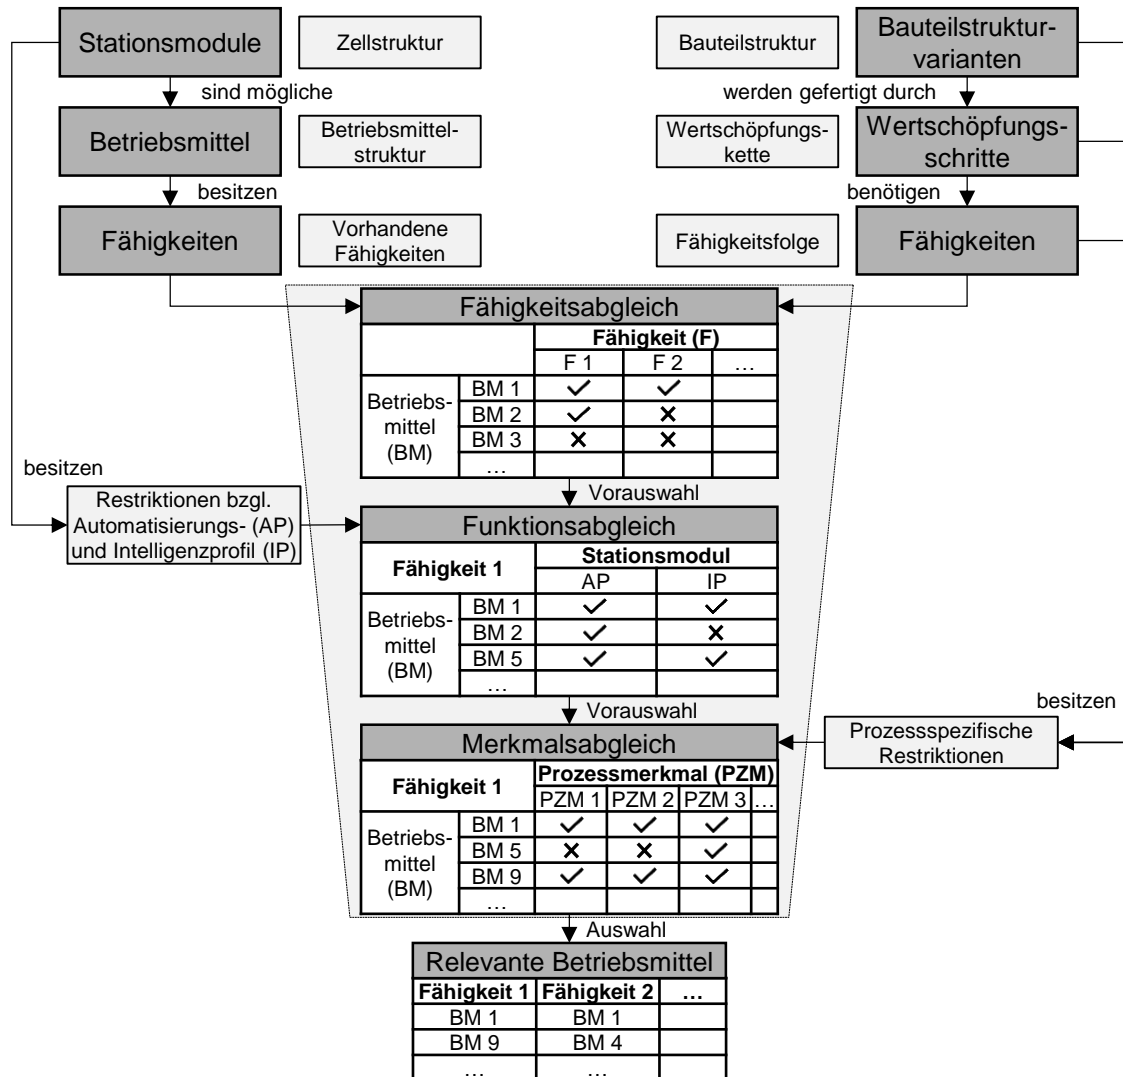 Stationsmodule
Zellstruktur
Bauteilstruktur
Bauteilstruktur-
varianten
sind mögliche
werden gefertigt durch
Betriebsmittel
Betriebsmittel-
struktur
Wertschöpfungs-
kette
Wertschöpfungs-
schritte
besitzen
benötigen
Fähigkeiten
Vorhandene
Fähigkeiten
Fähigkeitsfolge
Fähigkeiten
Fähigkeitsabgleich
Fähigkeit (F)
F 1 F 2 …
Betriebs-
mittel
(BM)
BM 1 ✓ ✓
BM 2 ✓ ✗
BM 3 ✗ ✗
…
besitzen
Restriktionen bzgl.
Automatisierungs- (AP)
und Intelligenzprofil (IP)
Vorauswahl
Funktionsabgleich
Fähigkeit 1
Stationsmodul
AP IP
Betriebs-
mittel
(BM)
BM 1 ✓ ✓
BM 2 ✓ ✗
BM 5 ✓ ✓
…
Vorauswahl
besitzen
Prozessspezifische
Restriktionen
Merkmalsabgleich
Fähigkeit 1
Prozessmerkmal (PZM)
PZM 1 PZM 2 PZM 3 …
Betriebs-
mittel
(BM)
BM 1 ✓ ✓ ✓
BM 5 ✗ ✗ ✓
BM 9 ✓ ✓ ✓
…
Auswahl
Relevante Betriebsmittel
Fähigkeit 1 Fähigkeit 2 …
BM 1 BM 1
BM 9 BM 4
… …